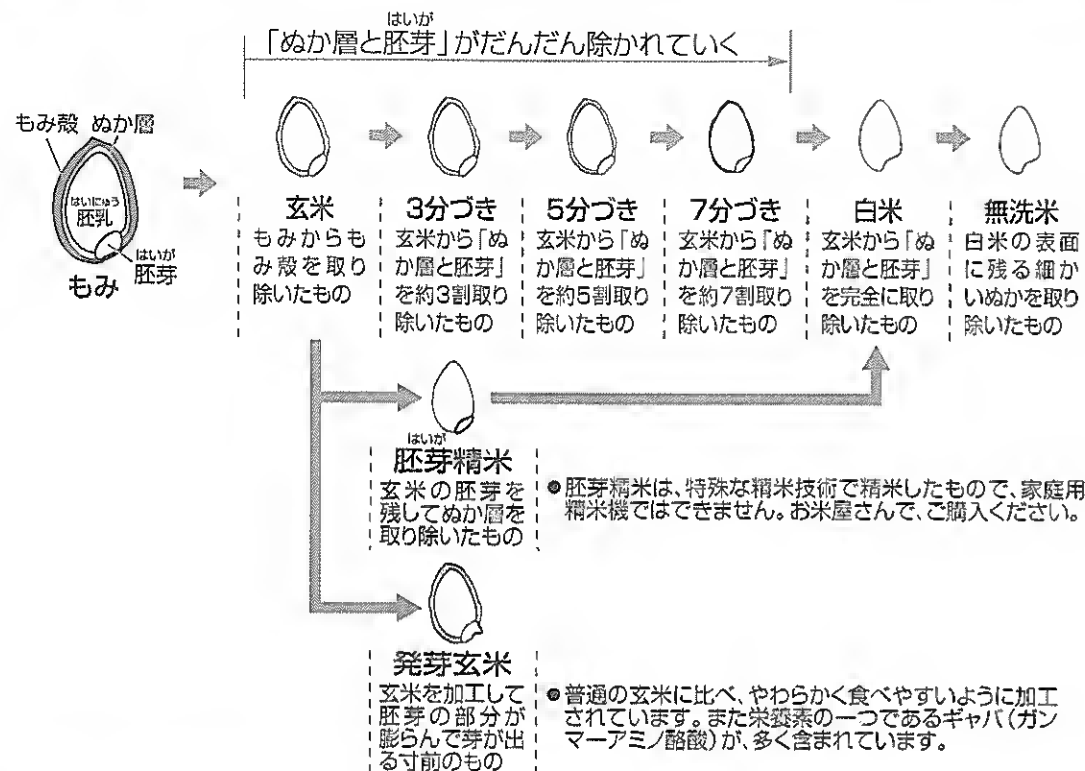 「ぬか層と胚芽」がだんだん除かれていく
はいが
もみ殻 ぬか層
はいにゅう
胚乳
はいが
胚芽
もみ
玄米
もみからも
み殻を取り
除いたもの
3分づき
玄米から「ぬ
か層と胚芽」
を約3割取り
除いたもの
5分づき
玄米から「ぬ
か層と胚芽」
を約5割取り
除いたもの
7分づき
玄米から『ぬ
か層と胚芽」
を約7割取り
除いたもの
白米
玄米から「ぬ
か層と胚芽」
を完全に取り
除いたもの
無洗米
白米の表面
に残る細か
いぬかを取り
除いたもの
はいが
胚芽精米
玄米の胚芽を
残してぬか層を
取り除いたもの
●胚芽精米は、特殊な精米技術で精米したもので、家庭用
精米機ではできません。お米屋さんで、ご購入ください。
発芽玄米
玄米を加工して
胚芽の部分が
膨らんで芽が出
る寸前のもの
●普通の玄米に比べ、やわらかく食べやすいように加工
されています。また栄養素の一つであるギャバ(ガン
マーアミノ酪酸)が、多く含まれています。